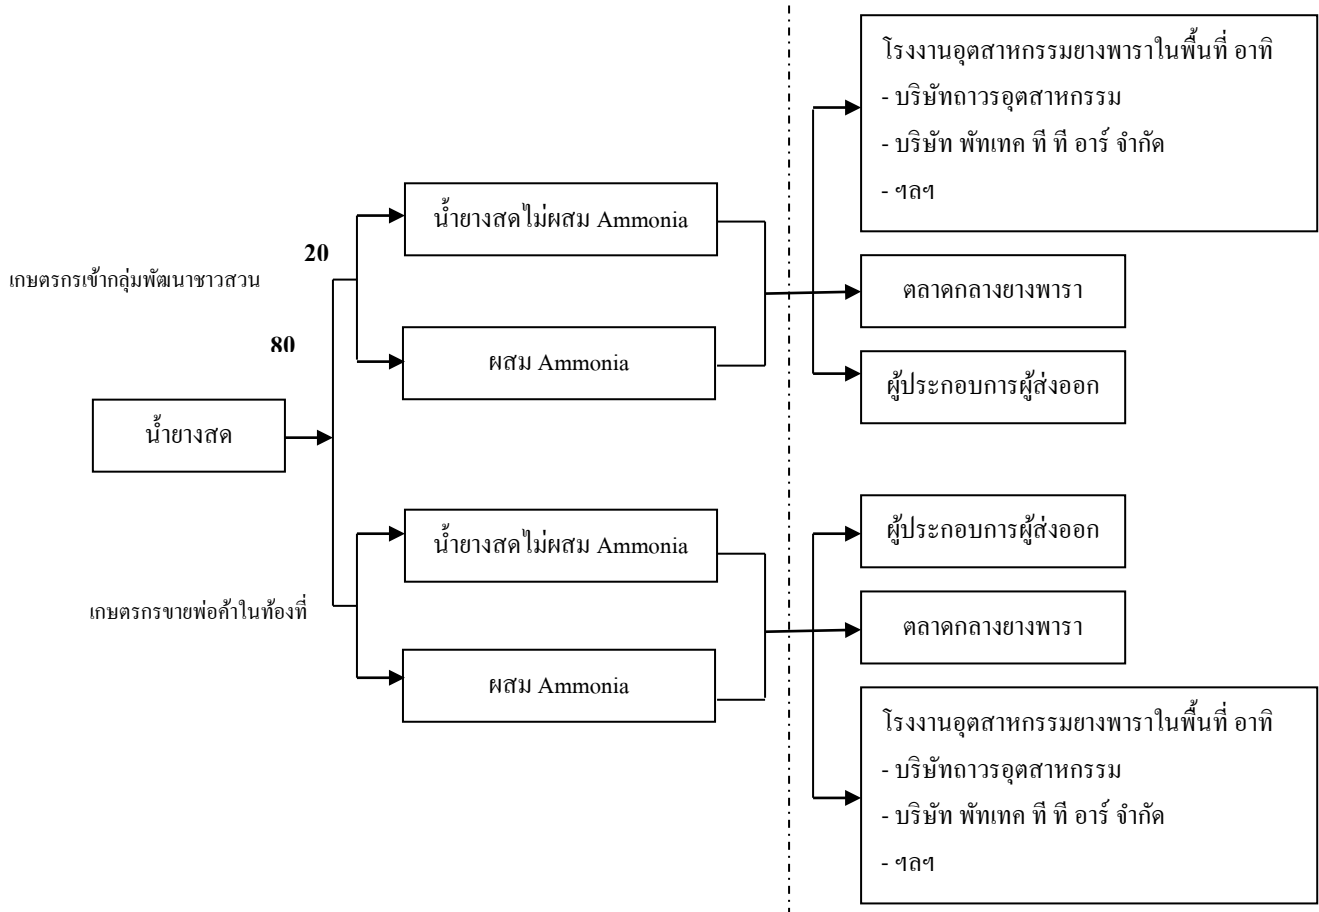 โรงงานอุตสาหกรรมยางพาราในพื้นที่ อาทิ
- บริษัทถาวรอุตสาหกรรม
- บริษัท พัทเทค ที ที อาร์ จำกัด
- ฯลฯ
น้ำยางสดไม่ผสม Ammonia
20
เกษตรกรเข้ากลุ่มพัฒนาชาวสวน
ตลาดกลางยางพารา
80
ผสม Ammonia
ผู้ประกอบการผู้ส่งออก
น้ำยางสด
น้ำยางสดไม่ผสม Ammonia
ผู้ประกอบการผู้ส่งออก
เกษตรกรขายพ่อค้าในท้องที่
ตลาดกลางยางพารา
ผสม Ammonia
โรงงานอุตสาหกรรมยางพาราในพื้นที่ อาทิ
- บริษัทถาวรอุตสาหกรรม
- บริษัท พัทเทค ที ที อาร์ จำกัด
- ฯลฯ